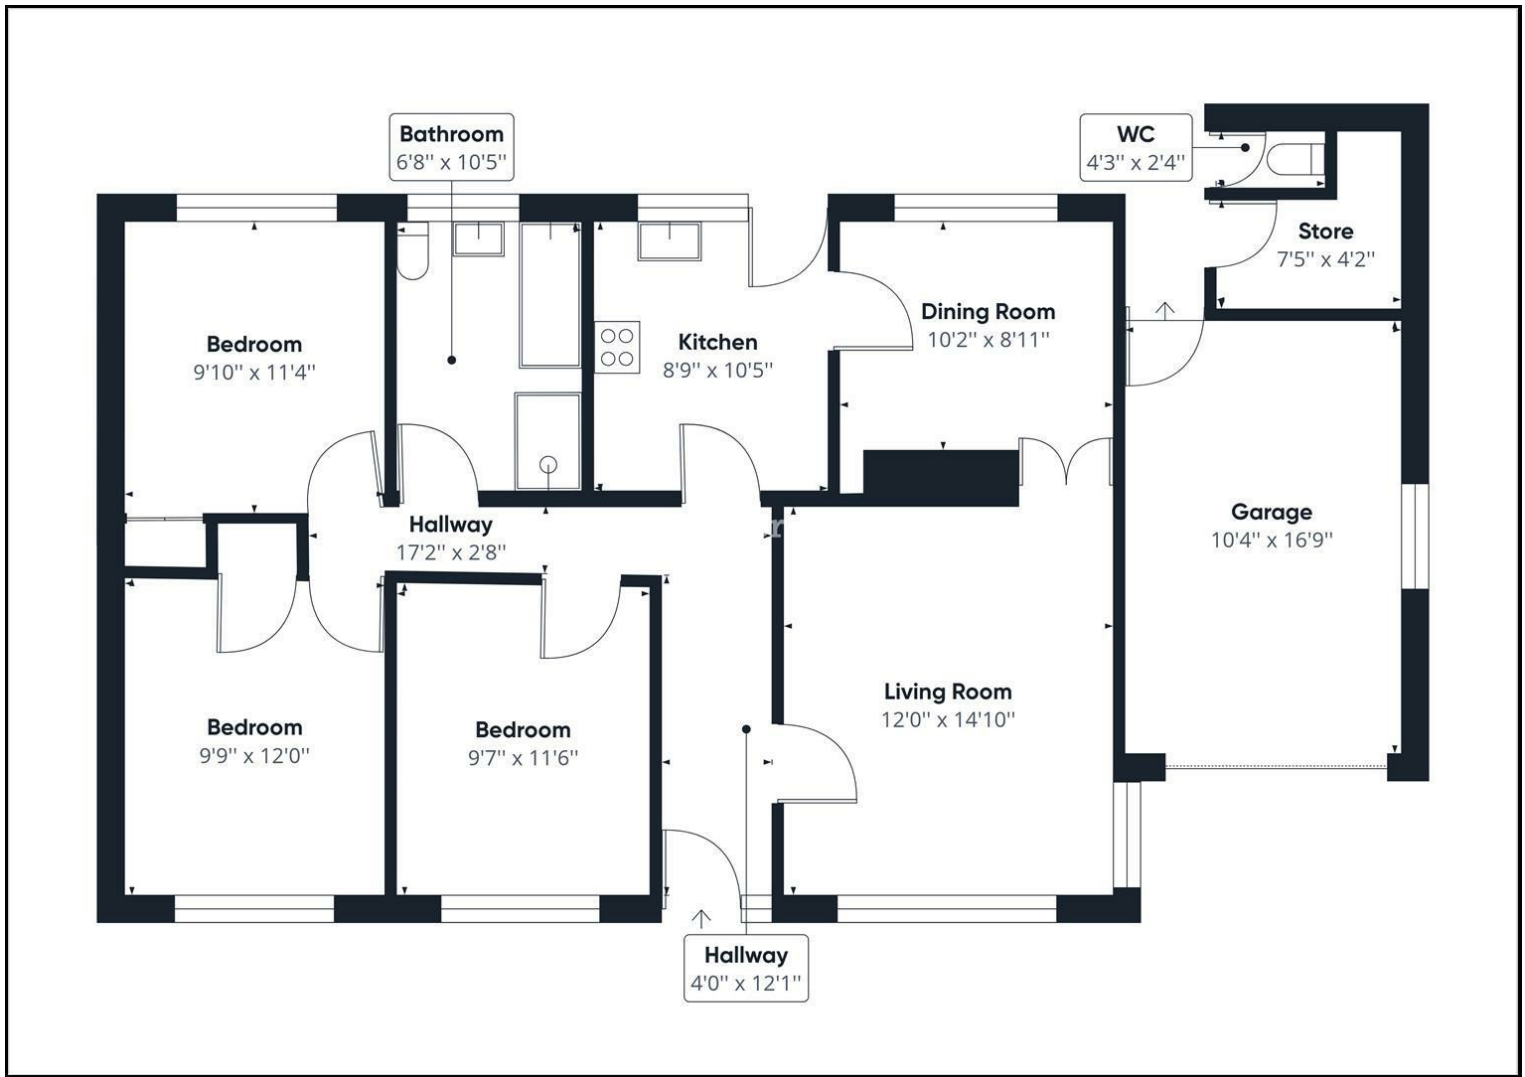 Bathroom
6'8" x 10'5"
WC
4'3" x 2'4"
Store
7'5" x 4'2"
Bedroom
9'10" x 11'4"
Kitchen
8'9" x 10'5"
Dining Room
10'2" x 8'11"
Hallway
17'2" x 2'8"
Garage
10'4" x 16'9"
Bedroom
9'9" x 12'0"
Bedroom
9'7" x 11'6"
Living Room
12'0" x 14'10"
Hallway
4'0" x 12'1"